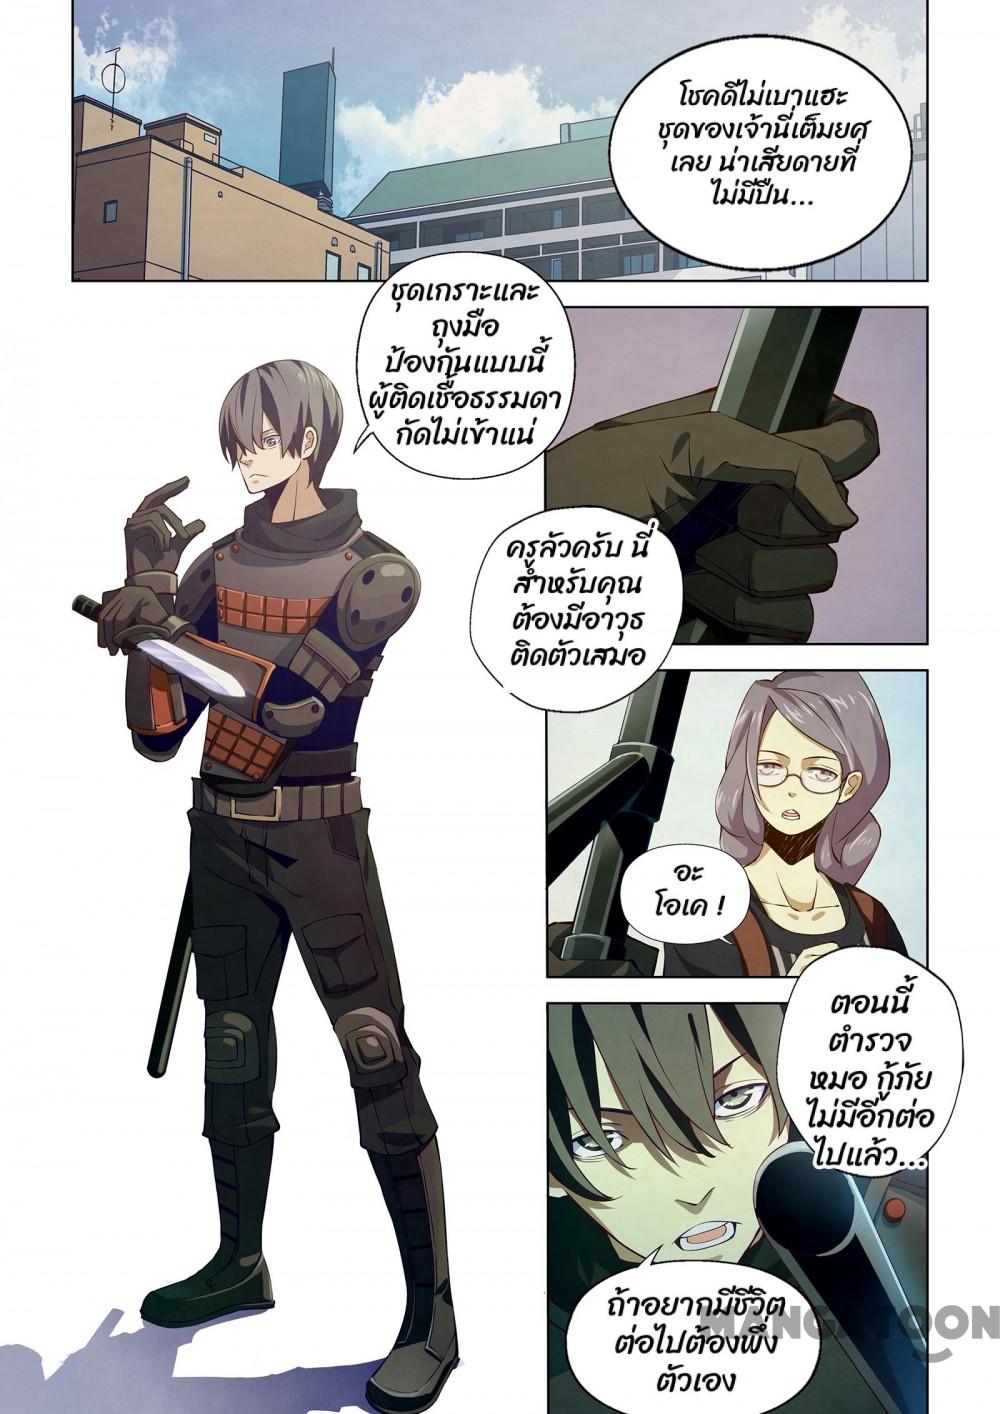 โชคดีไม่เบาแฮะ
ชุดของเจ้านี่เต็มยศ
เลย น่าเสียดายที่
ไม่มีปืน...
ชุดเกราะและ
ถุงมือ
ป้องกันแบบนี้
ผู้ติดเชื้อธรรมดา
กัดไม่เข้าแน่
ครูลัวครับ นี่
สำหรับคุณ
ต้องมีอาวุธ
ติดตัวเสมอ
อะ
โอเค !
ตอนนี้
ตำรวจ
หมอ กู้ภัย
ไม่มีอีกต่อ
ไปแล้ว...
ถ้าอยากมีชีวิต
ต่อไปต้องพึ่ง
ตัวเอง
MANGATOON